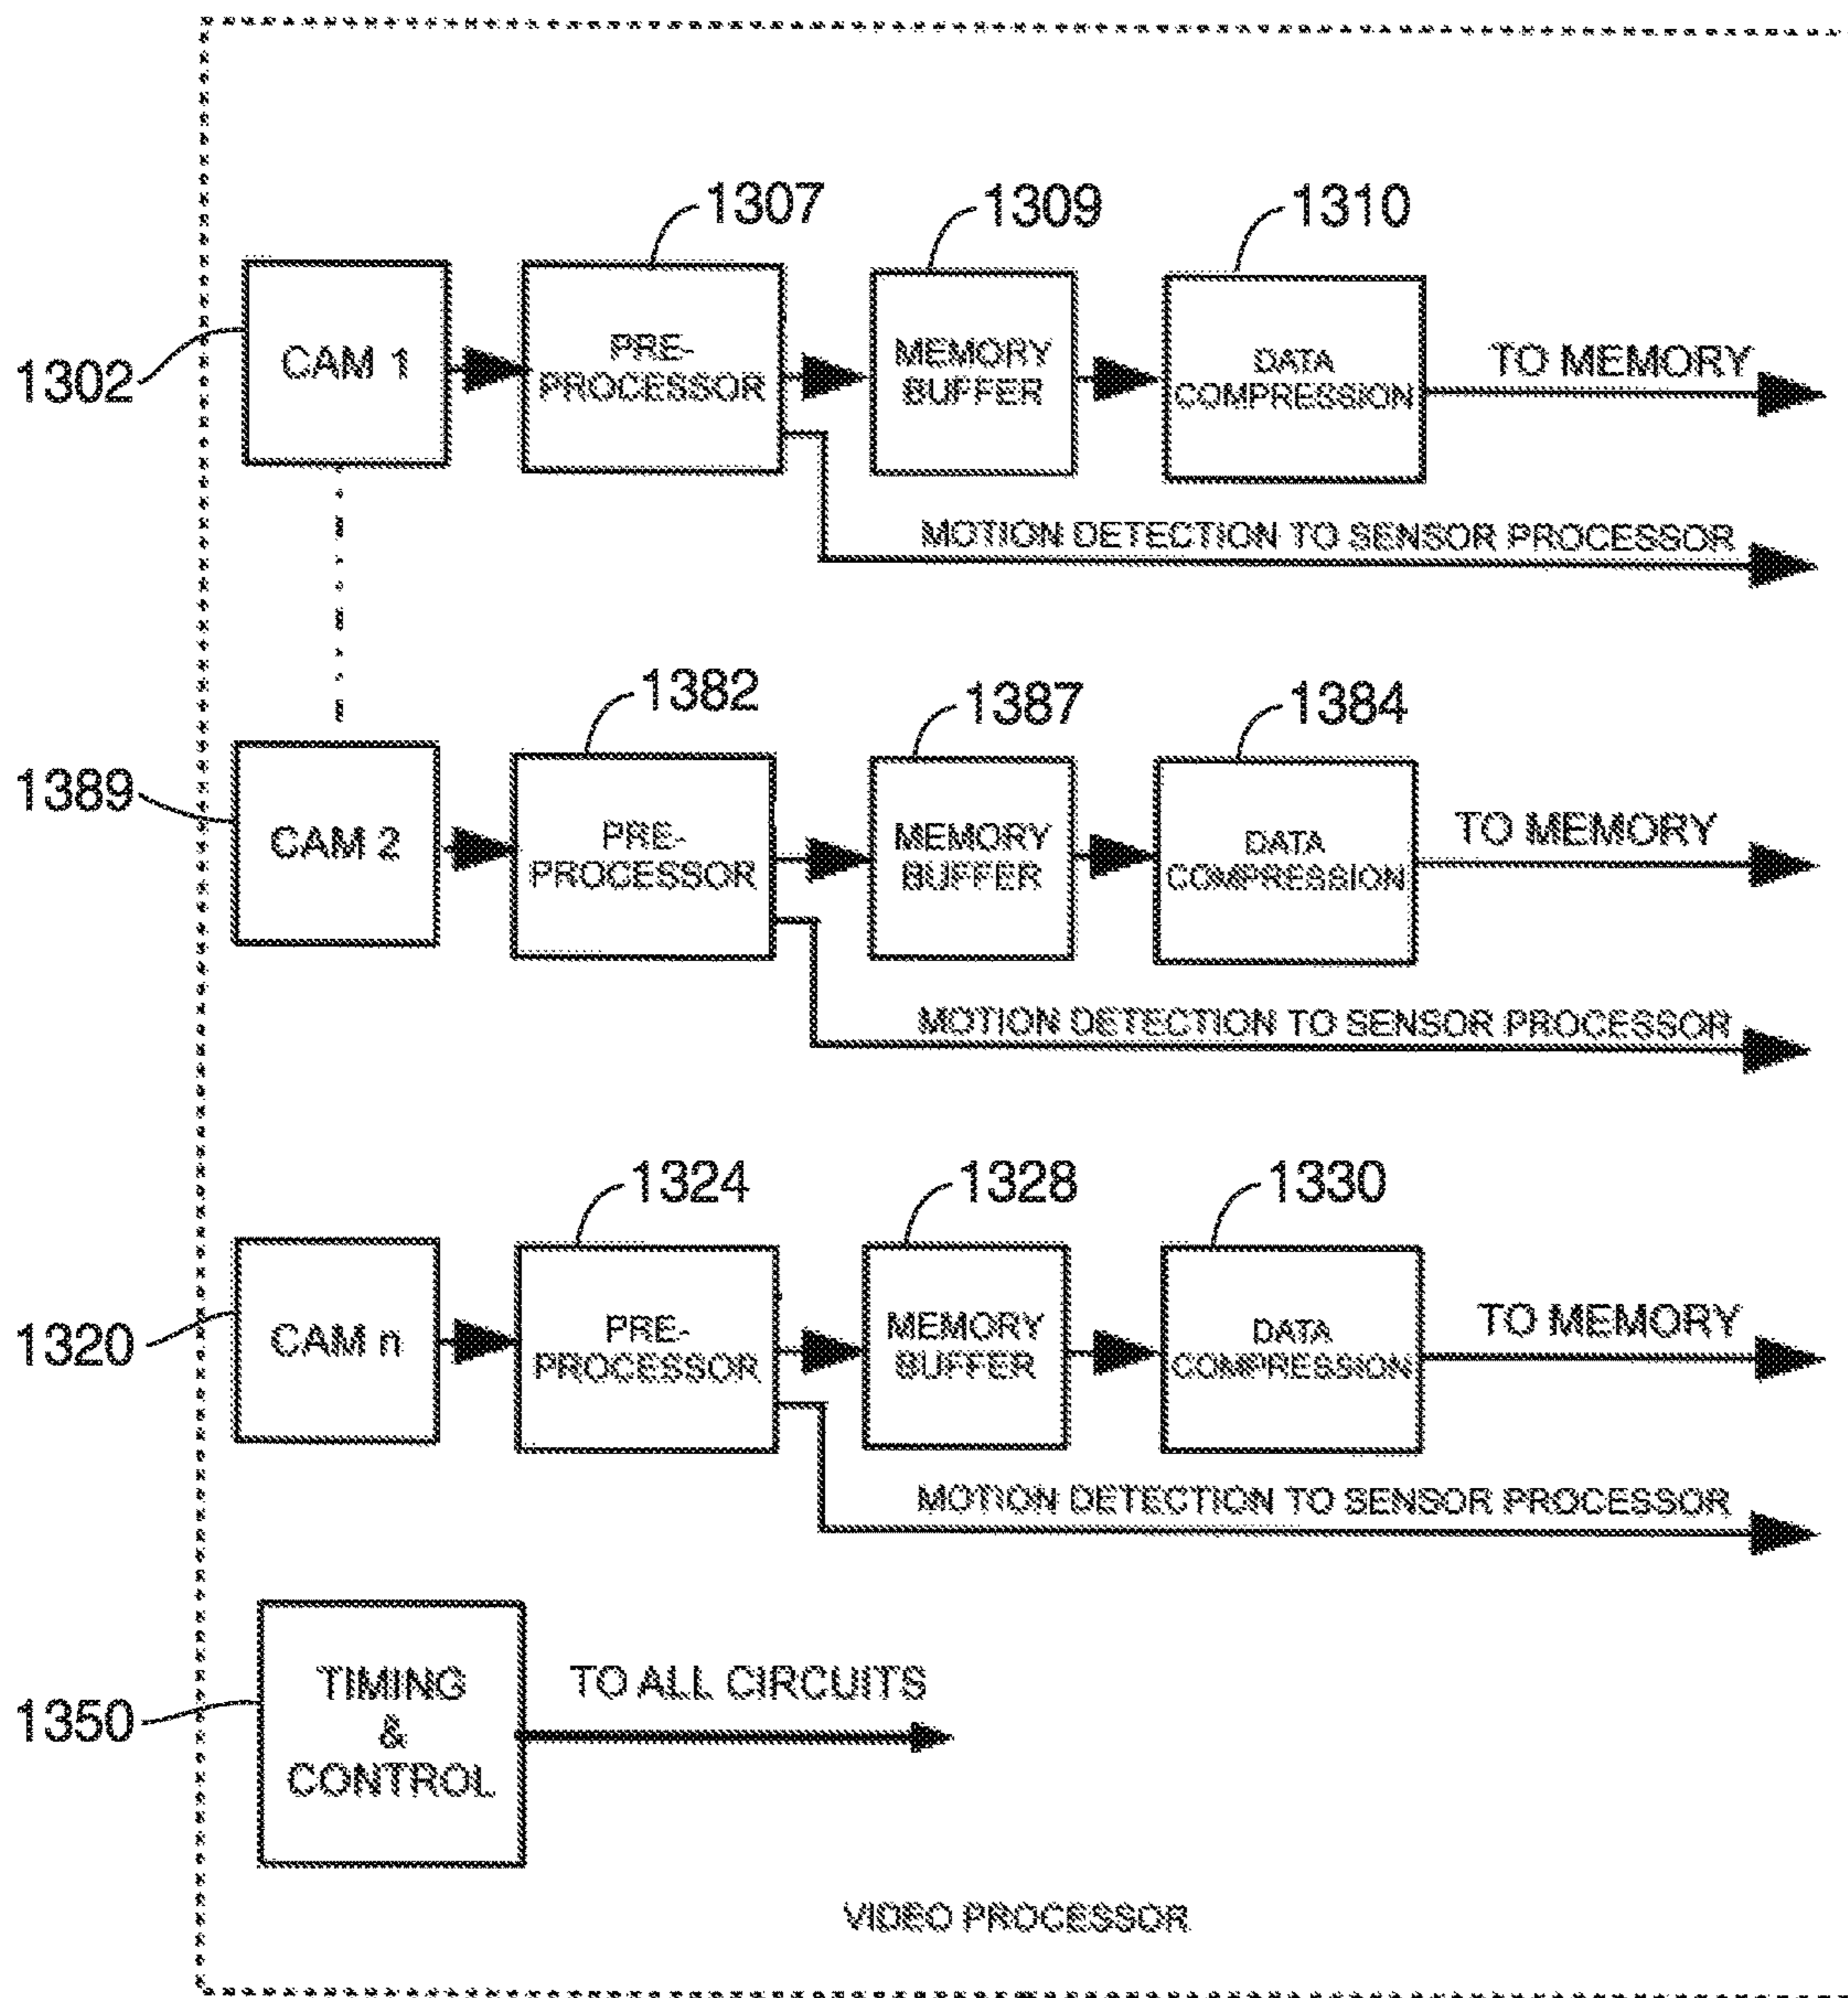 1307
1309
1310
1302
CAM 1
PRE-
PROCESSOR
MEMORY
BUFFER
DATA
COMPRESSION
TO MEMORY
MOTION DETECTION TO SENSOR PROCESSOR
1382
1387
1384
1389
CAM 2
PRE-
PROCESSOR
MEMORY
BUFFER
DATA
COMPRESSION
TO MEMORY
MOTION DETECTION TO SENSOR PROCESSOR
1324
1328
1330
1320
CAM n
PRE-
PROCESSOR
MEMORY
BUFFER
DATA
COMPRESSION
TO MEMORY
MOTION DETECTION TO SENSOR PROCESSOR
1350
TIMING
&
CONTROL
TO ALL CIRCUITS
VIDEO PROCESSOR